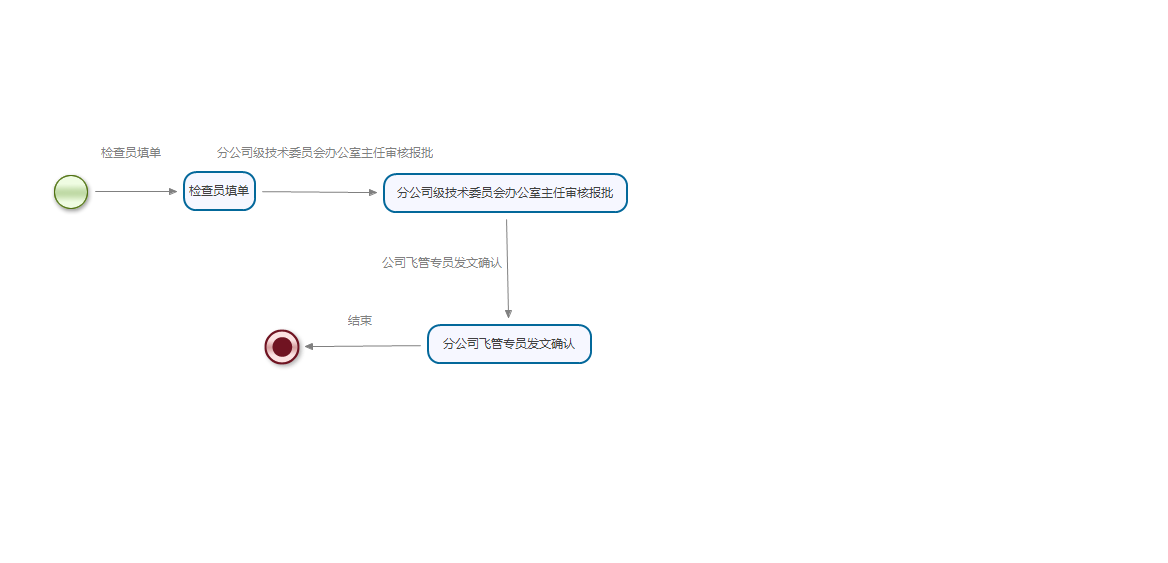 检查员填单
分公司级技术委员会办公室主任审核报批
检查员填单
分公司级技术委员会办公室主任审核报批
公司飞管专员发文确认
结束
分公司飞管专员发文确认